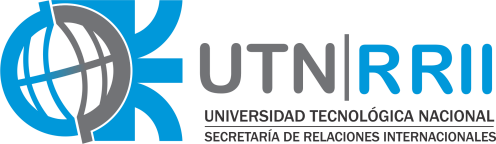 UTN|RRII
UNIVERSIDAD TECNOLÓGICA NACIONAL
SECRETARÍA DE RELACIONES INTERNACIONALES